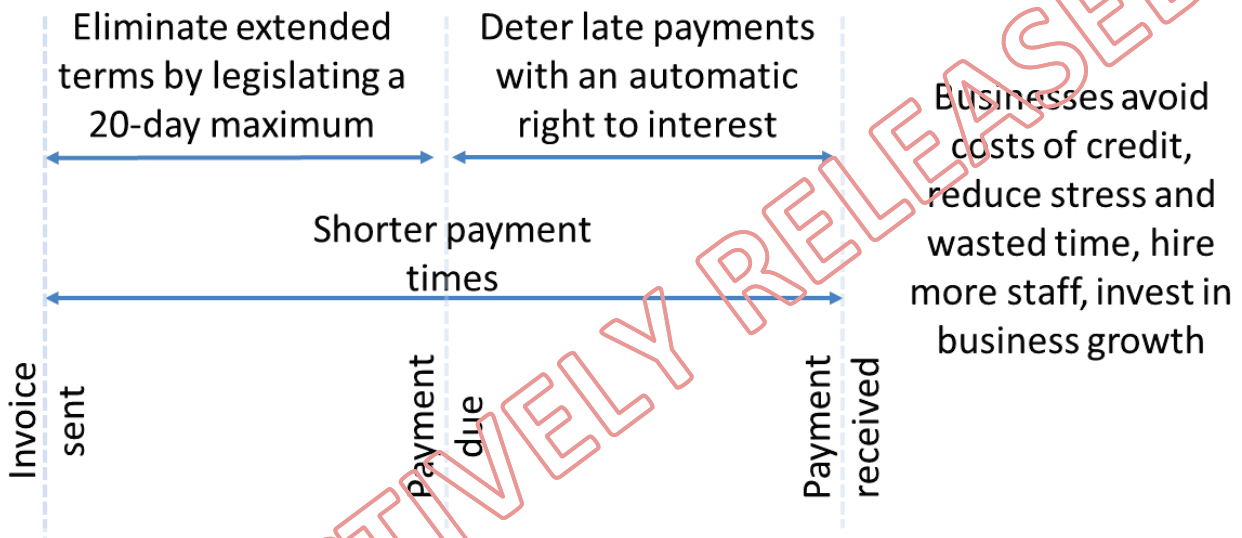 Eliminate extended
terms by legislating a
20-day maximum
Deter late payments
with an automatic
right to interest
Businesses avoid
costs of credit,
reduce stress and
wasted time, hire
more staff, invest in
business growth
Shorter payment
times
Invoice
sent
Payment
due
Payment
received
TIVELY RELEASE